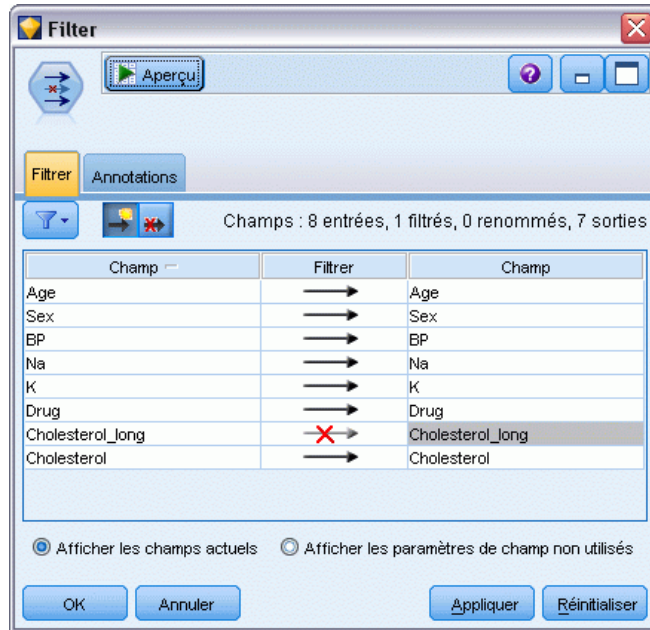 Filter
Aperçu
Filtrer
Annotations
Champs : 8 entrées, 1 filtrés, 0 renommés, 7 sorties
Champ Filtrer Champ
Age Age
Sex Sex
BP BP
Na Na
K K
Drug Drug
Cholesterol_long Cholesterol_long
Cholesterol Cholesterol
Afficher les champs actuels Afficher les paramètres de champ non utilisés
OK Annuler Appliquer Réinitialiser